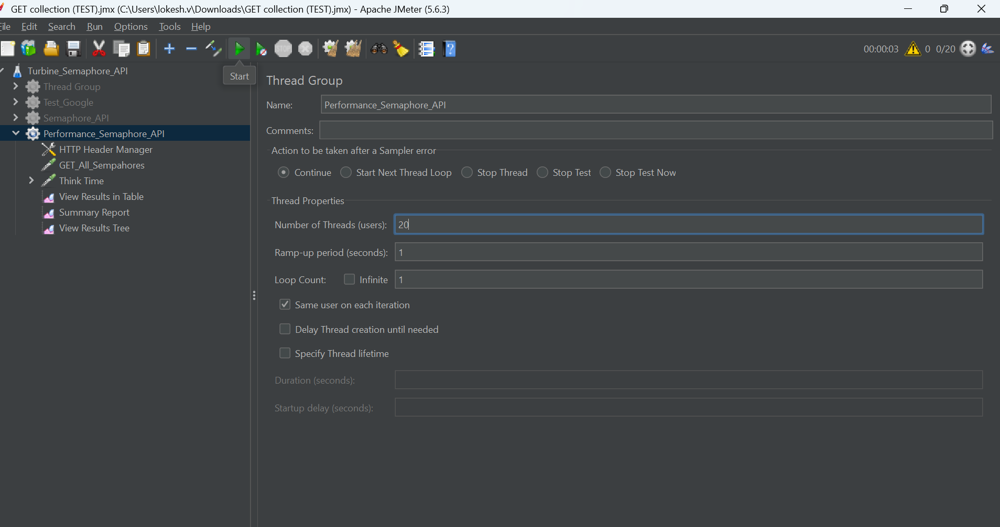 GET collection (TEST).jmx (C:\Users\lokesh.v\Downloads\GET collection (TEST).jmx) - Apache JMeter (5.6.3)
File Edit Search Run Options Tools Help
STOP
?
00:00:03 0 0/20
Start
Turbine_Semaphore_API
Thread Group
Test_Google
Semaphore_API
Performance_Semaphore_API
HTTP Header Manager
GET_All_Sempahores
Think Time
View Results in Table
Summary Report
View Results Tree
Thread Group
Name: Performance_Semaphore_API
Comments:
Action to be taken after a Sampler error
Continue Start Next Thread Loop Stop Thread Stop Test Stop Test Now
Thread Properties
Number of Threads (users): 20
Ramp-up period (seconds): 1
Loop Count: Infinite 1
Same user on each iteration
Delay Thread creation until needed
Specify Thread lifetime
Duration (seconds):
Startup delay (seconds):